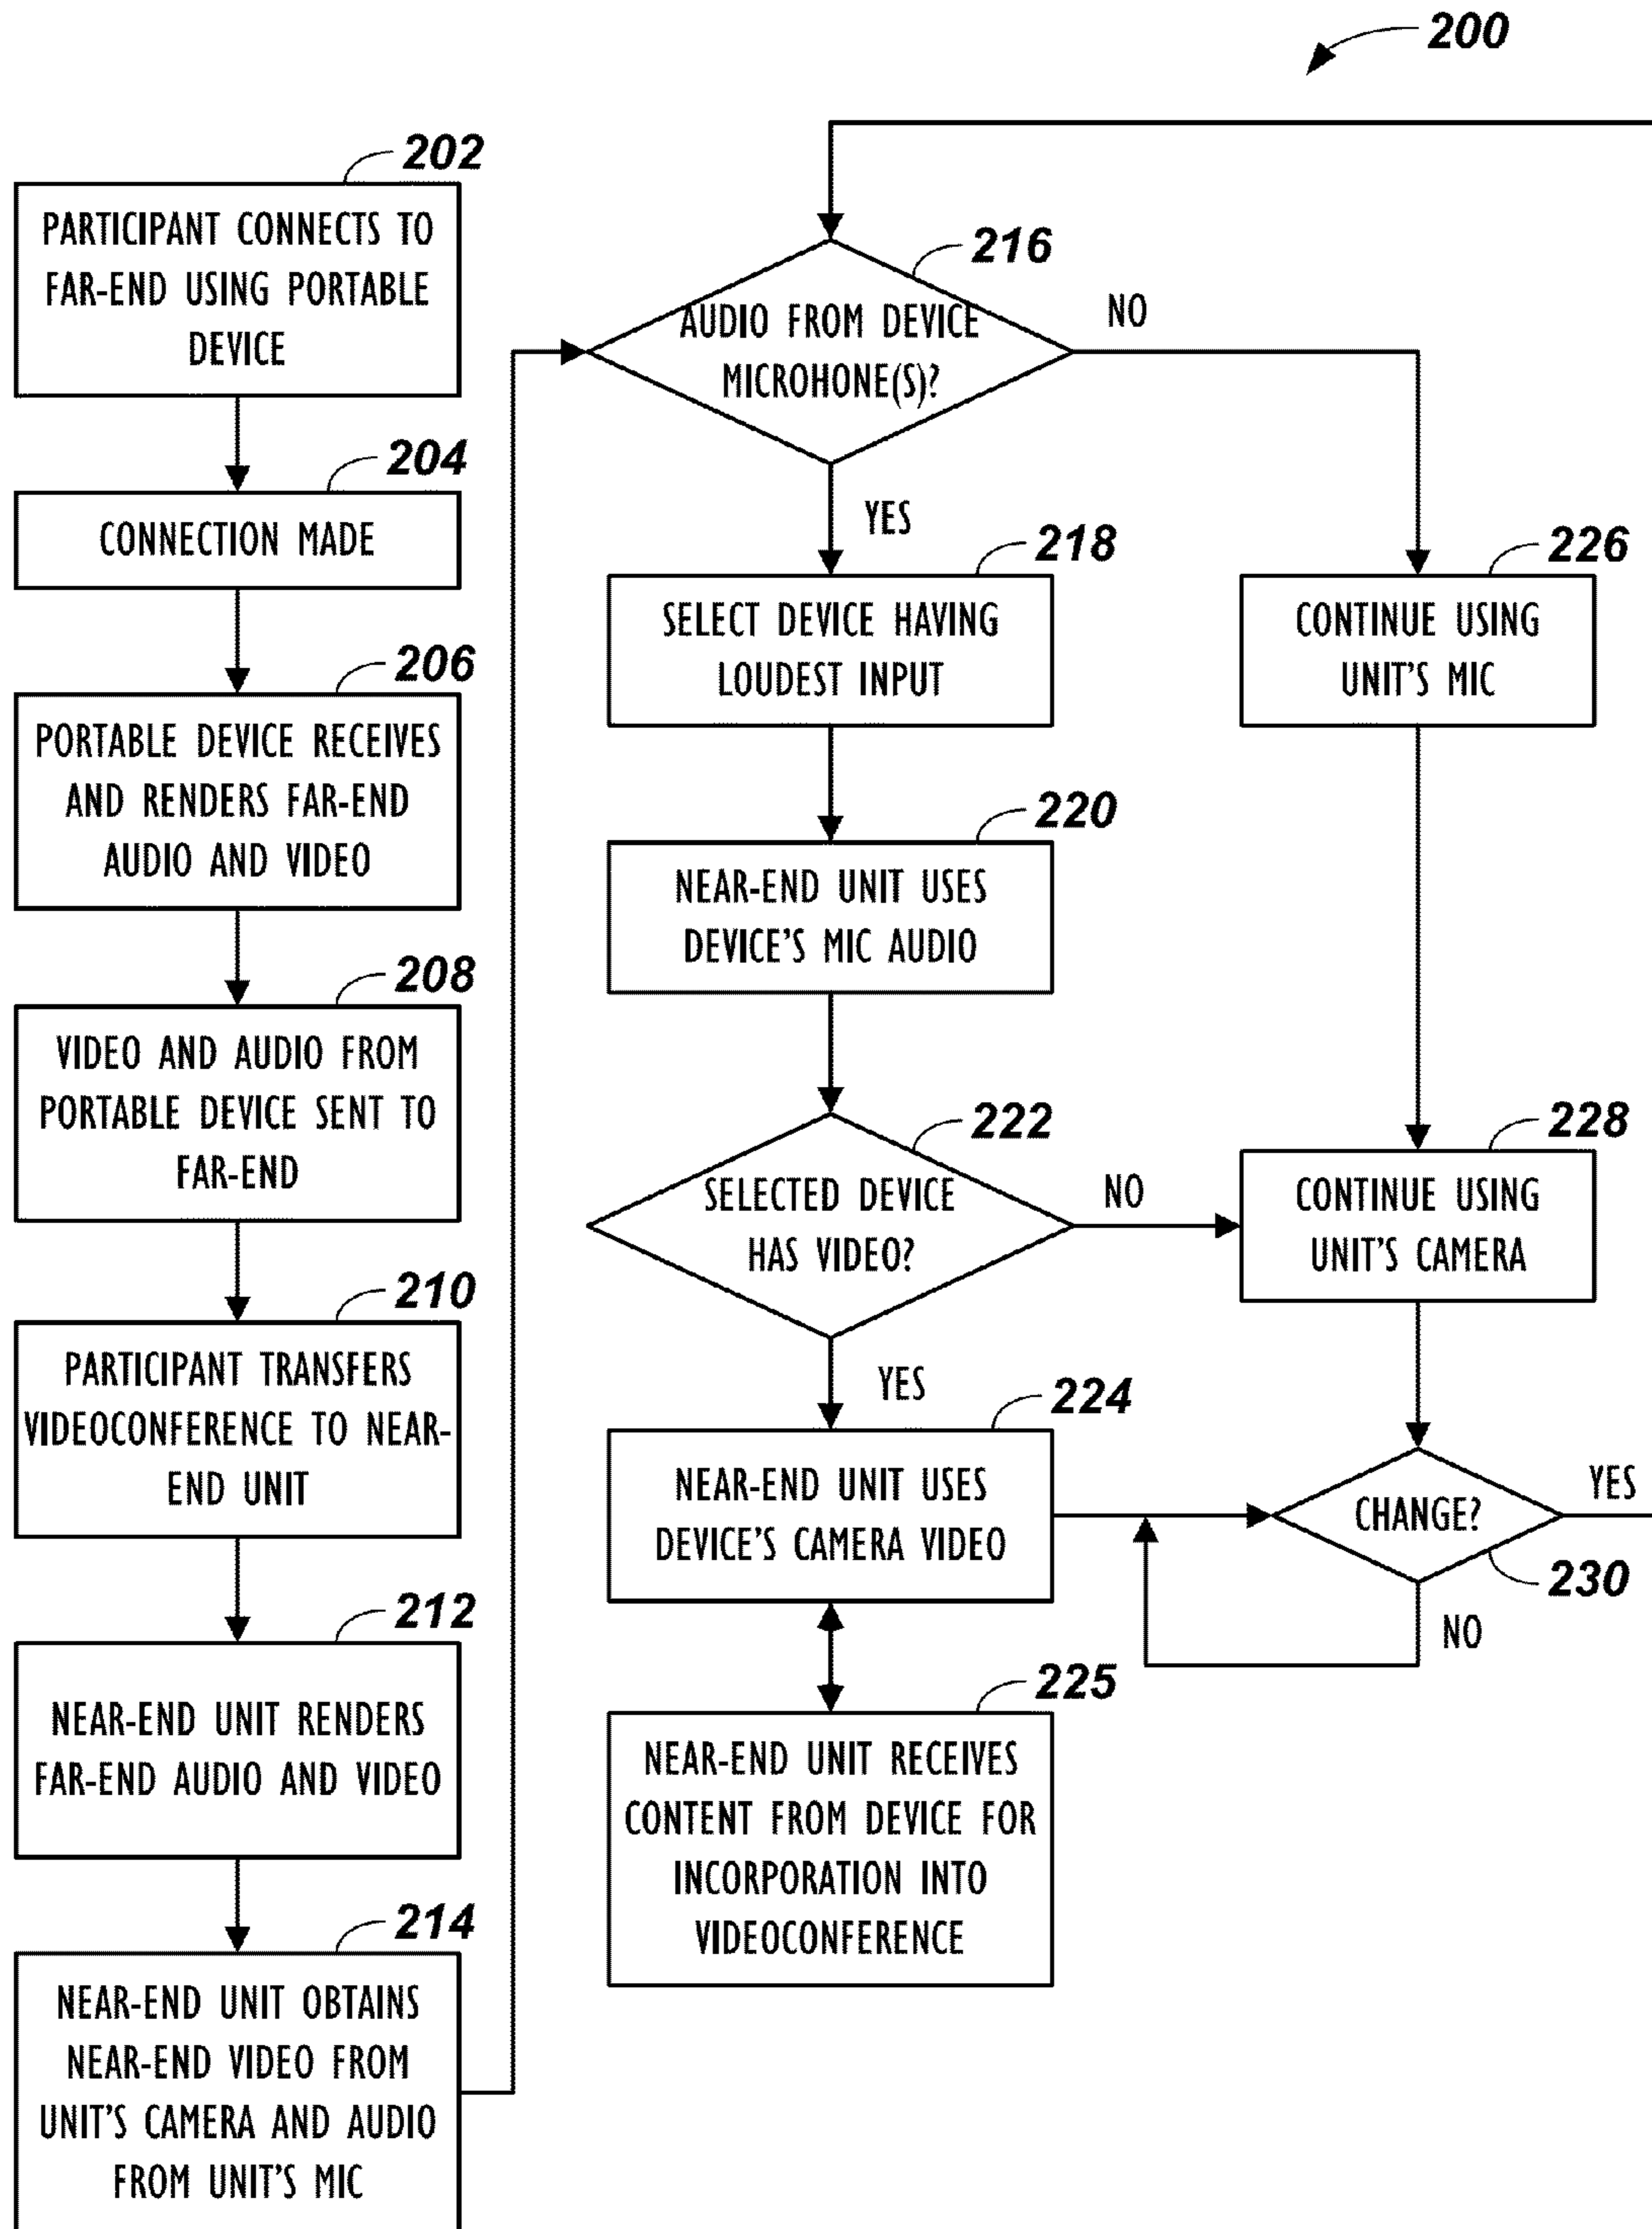 200
202
PARTICIPANT CONNECTS TO
FAR-END USING PORTABLE
DEVICE
204
CONNECTION MADE
206
PORTABLE DEVICE RECEIVES
AND RENDERS FAR-END
AUDIO AND VIDEO
208
VIDEO AND AUDIO FROM
PORTABLE DEVICE SENT TO
FAR-END
210
PARTICIPANT TRANSFERS
VIDEOCONFERENCE TO NEAR-
END UNIT
212
NEAR-END UNIT RENDERS
FAR-END AUDIO AND VIDEO
214
NEAR-END UNIT OBTAINS
NEAR-END VIDEO FROM
UNIT'S CAMERA AND AUDIO
FROM UNIT'S MIC
216
AUDIO FROM DEVICE
MICROHONE(S)?
NO
YES
218
SELECT DEVICE HAVING
LOUDEST INPUT
220
NEAR-END UNIT USES
DEVICE'S MIC AUDIO
222
SELECTED DEVICE
HAS VIDEO?
NO
YES
224
NEAR-END UNIT USES
DEVICE'S CAMERA VIDEO
225
NEAR-END UNIT RECEIVES
CONTENT FROM DEVICE FOR
INCORPORATION INTO
VIDEOCONFERENCE
226
CONTINUE USING
UNIT'S MIC
228
CONTINUE USING
UNIT'S CAMERA
CHANGE?
YES
230
NO